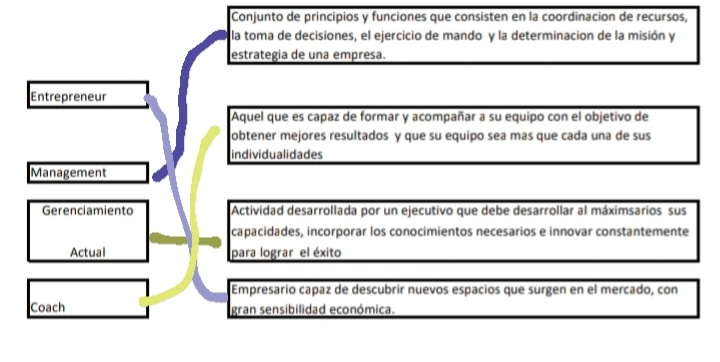 Conjunto de principios y funciones que consisten en la coordinacion de recursos,
la toma de decisiones, el ejercicio de mando y la determinacion de la misión y
estrategia de una empresa.
Entrepreneur
Aquel que es capaz de formar y acompañar a su equipo con el objetivo de
obtener mejores resultados y que su equipo sea mas que cada una de sus
individualidades
Management
Gerenciamiento
Actual
Actividad desarrollada por un ejecutivo que debe desarrollar al máximsarios sus
capacidades, incorporar los conocimientos necesarios e innovar constantemente
para lograr el éxito
Coach
Empresario capaz de descubrir nuevos espacios que surgen en el mercado, con
gran sensibilidad económica.